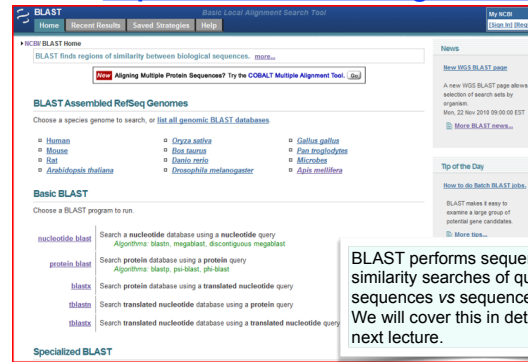 BLAST Basic Local Alignment Search Tool My NCBI
Home Recent Results Saved Strategies Help [Sign In]
NCBI/ BLAST Home
BLAST finds regions of similarity between biological sequences. more...
New Aligning Multiple Protein Sequences? Try the COBALT Multiple Alignment Tool. Go
BLAST Assembled RefSeq Genomes
Choose a species genome to search, or list all genomic BLAST databases.
Human Oryza sativa Gallus gallus
Mouse Bos taurus Pan troglodytes
Rat Danio rerio Microbes
Arabidopsis thaliana Drosophila melanogaster Apis mellifera
Basic BLAST
Choose a BLAST program to run.
nucleotide blast Search a nucleotide database using a nucleotide query
Algorithms: blastn, megablast, discontiguous megablast
protein blast Search protein database using a protein query
Algorithms: blastp, psi-blast, phi-blast
blastx Search protein database using a translated nucleotide query
tblastn Search translated nucleotide database using a protein query
tblastx Search translated nucleotide database using a translated nucleotide query
Specialized BLAST
News
New WGS BLAST page
A new WGS BLAST page allows
selection of search sets by
organism.
Mon, 22 Nov 2010 09:00:00 EST
More BLAST news...
Tip of the Day
How to do Batch BLAST jobs.
BLAST makes it easy to
examine a large group of
potential gene candidates.
More tips...
BLAST performs sequen
similarity searches of qu
sequences vs sequence
We will cover this in det
next lecture.